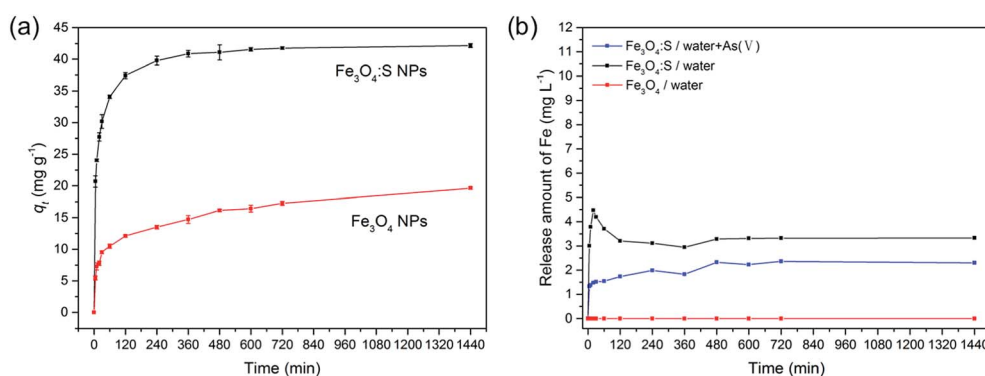 (a)
45
40
35
30
25
20
15
10
5
0
qt (mg g⁻¹)
Fe₃O₄:S NPs
Fe₃O₄ NPs
0 120 240 360 480 600 720 840 960 1080 1200 1320 1440
Time (min)
(b)
12
11
10
9
8
7
6
5
4
3
2
1
0
Release amount of Fe (mg L⁻¹)
Fe₃O₄:S / water+As(Ⅴ)
Fe₃O₄:S / water
Fe₃O₄ / water
0 120 240 360 480 600 720 840 960 1080 1200 1320 1440
Time (min)